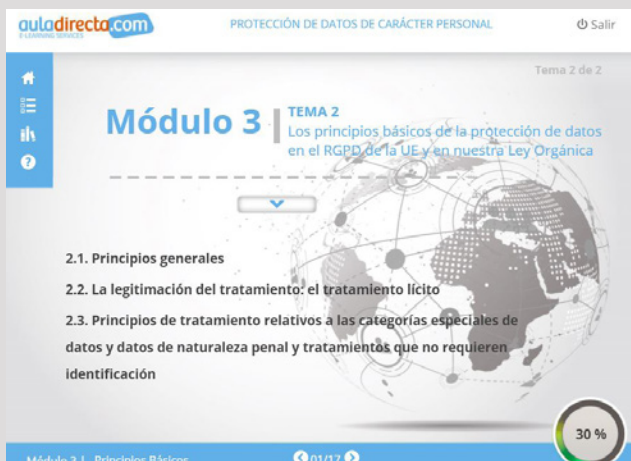 auladirecta.com
E-LEARNING SERVICES
PROTECCIÓN DE DATOS DE CARÁCTER PERSONAL
Salir
Tema 2 de 2
Módulo 3
TEMA 2
Los principios básicos de la protección de datos
en el RGPD de la UE y en nuestra Ley Orgánica
2.1. Principios generales
2.2. La legitimación del tratamiento: el tratamiento lícito
2.3. Principios de tratamiento relativos a las categorías especiales de
datos y datos de naturaleza penal y tratamientos que no requieren
identificación
30 %
Módulo 3 | Principios Básicos
01/17